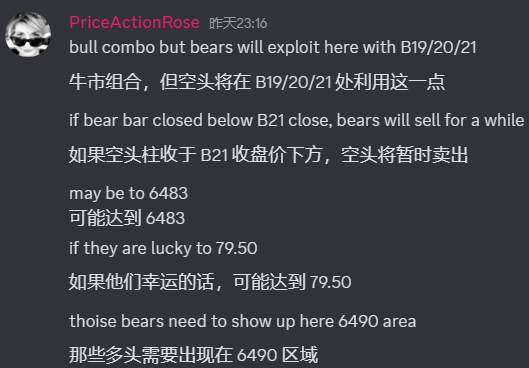 PriceActionRose 昨天23:16
bull combo but bears will exploit here with B19/20/21
牛市组合，但空头将在 B19/20/21 处利用这一点
if bear bar closed below B21 close, bears will sell for a while
如果空头柱收于 B21 收盘价下方，空头将暂时卖出
may be to 6483
可能达到 6483
if they are lucky to 79.50
如果他们幸运的话，可能达到 79.50
thoise bears need to show up here 6490 area
那些多头需要出现在 6490 区域